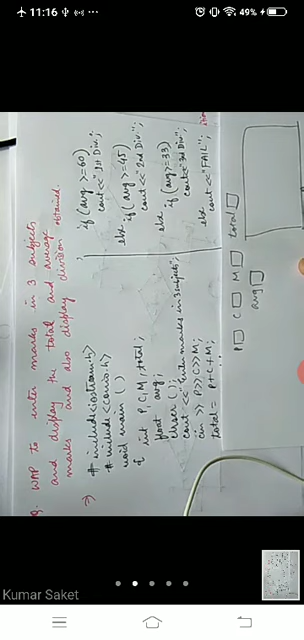 11:16
49%
Q. WAP to enter marks in 3 subjects
and display the total and average
marks and also display division obtained.
=>
# include<iostream.h>
# include <conio.h>
void main ( )
{ int P, C, M, total;
float avg;
clrscr ( );
cout << "Enter marks in 3 subjects";
cin >> P>>C>>M;
total = P+C+M;
if (avg >=60)
cout<<"1st Div";
else if (avg >=45)
cout <<"2nd Div";
else if (avg >=33)
cout<<"3rd Div";
else
cout <<"FAIL";
P C M total
avg
Kumar Saket